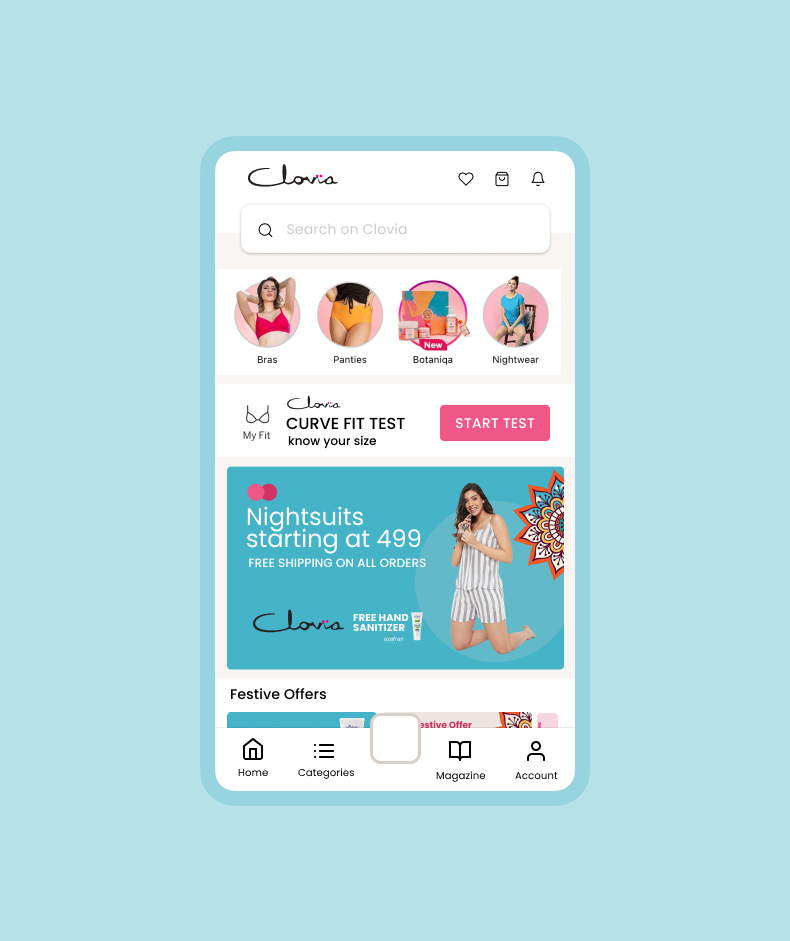 Clovia
Search on Clovia
New
Bras
Panties
Botaniqa
Nightwear
Clovia
CURVE FIT TEST
My Fit
know your size
START TEST
Nightsuits
starting at 499
FREE SHIPPING ON ALL ORDERS
Clovia
FREE HAND
SANITIZER
Festive Offers
estive Offer
Home
Categories
Magazine
Account